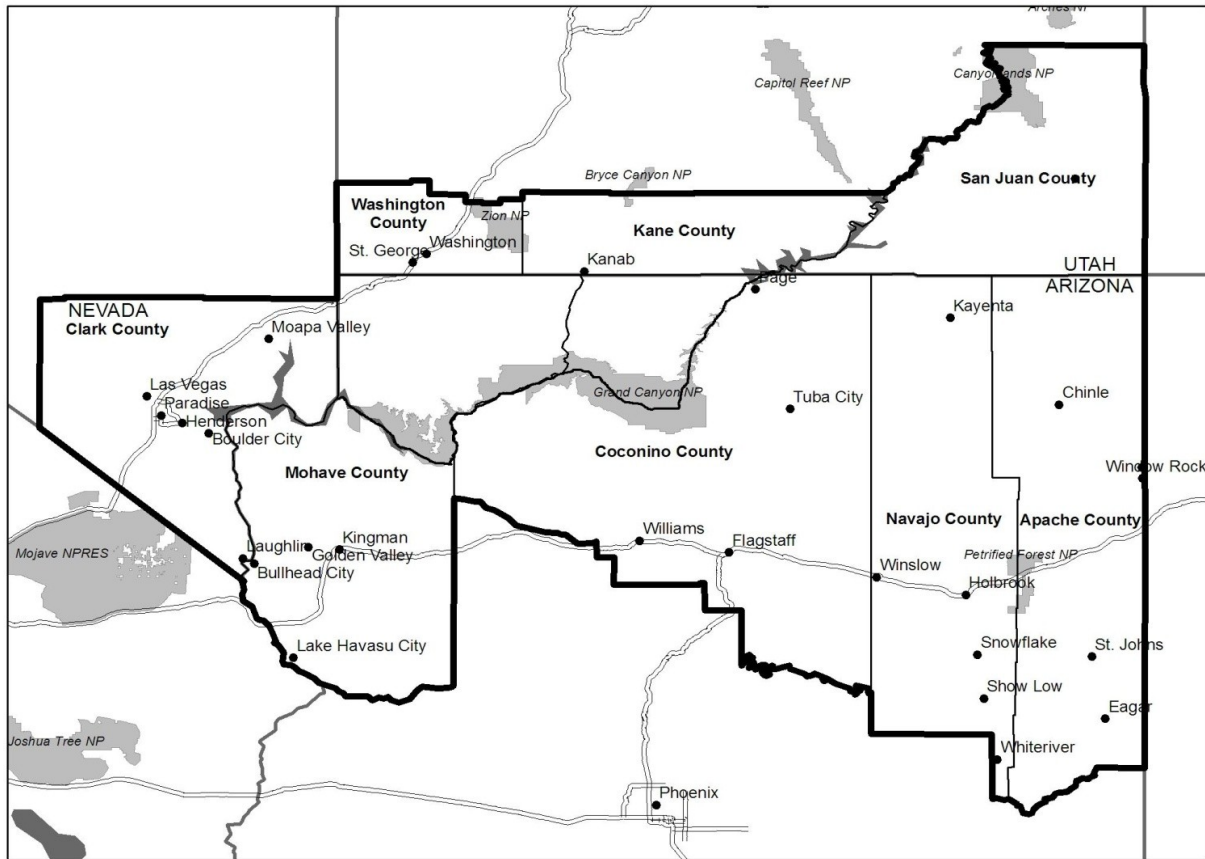 Arches NP
Canyonlands NP
Capitol Reef NP
San Juan County
Bryce Canyon NP
Washington
County
Zion NP
Kane County
Washington
St. George
Kanab
UTAH
ARIZONA
Page
NEVADA
Clark County
Kayenta
Moapa Valley
Las Vegas
Paradise
Henderson
Boulder City
Grand Canyon NP
Tuba City
Chinle
Mohave County
Coconino County
Window Rock
Navajo County
Apache County
Mojave NPRES
Laughlin
Kingman
Golden Valley
Bullhead City
Williams
Flagstaff
Petrified Forest NP
Winslow
Holbrook
Lake Havasu City
Snowflake
St. Johns
Show Low
Eagar
Joshua Tree NP
Whiteriver
Phoenix